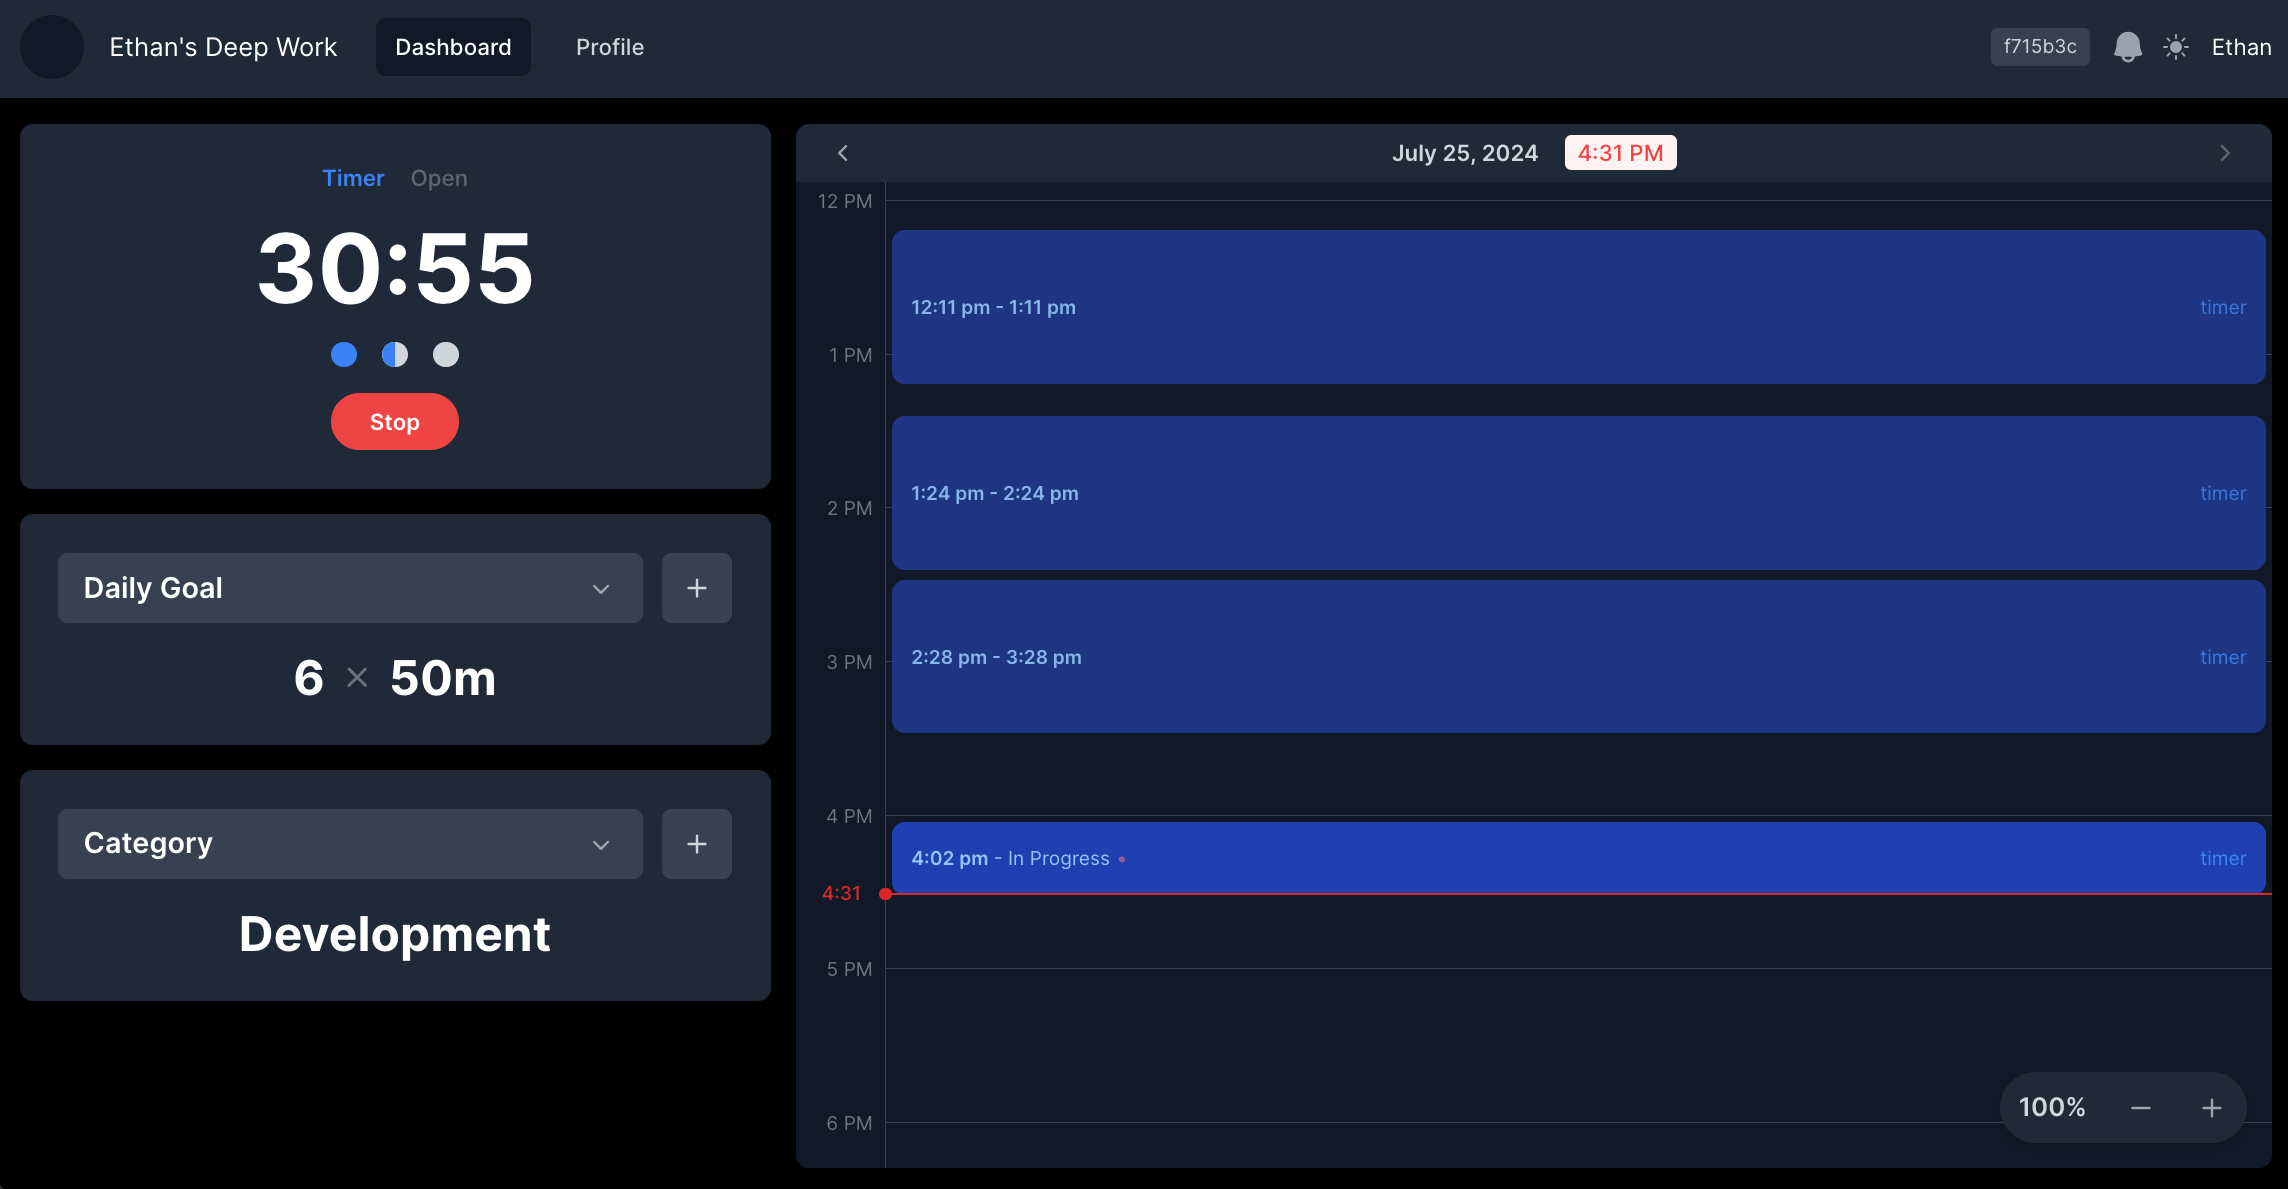 Ethan's Deep Work
Dashboard
Profile
f715b3c
Ethan
Timer Open
30:55
Stop
Daily Goal
+
6 × 50m
Category
+
Development
July 25, 2024 4:31 PM
12 PM
12:11 pm - 1:11 pm timer
1 PM
1:24 pm - 2:24 pm timer
2 PM
2:28 pm - 3:28 pm timer
3 PM
4 PM
4:02 pm - In Progress • timer
4:31
5 PM
6 PM
100% − +